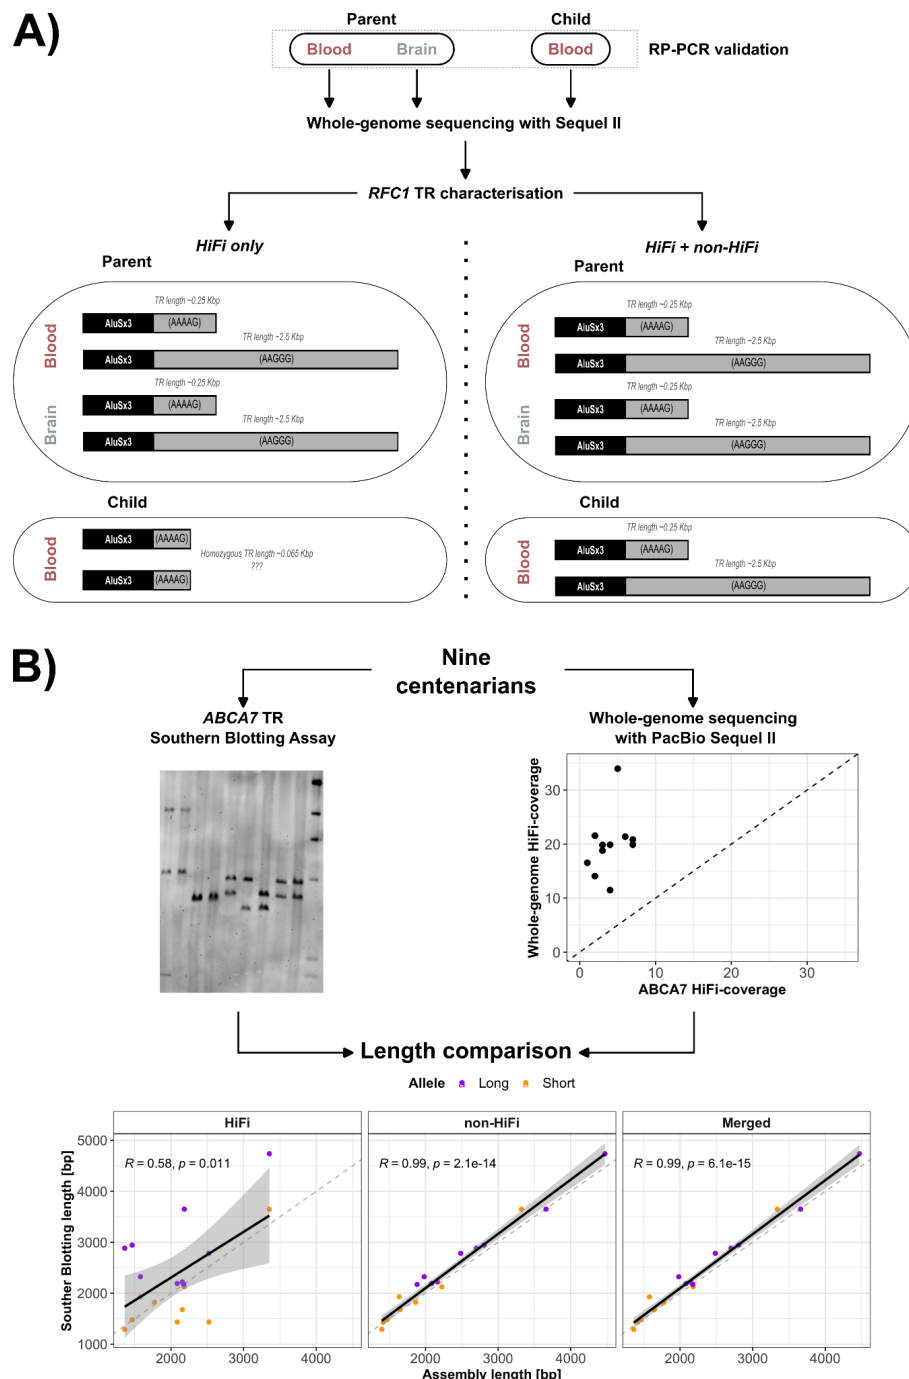 A)
Parent
Child
Blood
Brain
Blood
RP-PCR validation
Whole-genome sequencing with Sequel II
RFC1 TR characterisation
HiFi only
HiFi + non-HiFi
Parent
Blood
TR length ~0.25 Kbp
AluSx3
(AAAAG)
TR length ~2.5 Kbp
AluSx3
(AAGGG)
Brain
TR length ~0.25 Kbp
AluSx3
(AAAAG)
TR length ~2.5 Kbp
AluSx3
(AAGGG)
Child
Blood
AluSx3
(AAAAG)
Homozygous TR length ~0.065 Kbp
???
AluSx3
(AAAAG)
Parent
Blood
TR length ~0.25 Kbp
AluSx3
(AAAAG)
TR length ~2.5 Kbp
AluSx3
(AAGGG)
Brain
TR length ~0.25 Kbp
AluSx3
(AAAAG)
TR length ~2.5 Kbp
AluSx3
(AAGGG)
Child
Blood
TR length ~0.25 Kbp
AluSx3
(AAAAG)
TR length ~2.5 Kbp
AluSx3
(AAGGG)
B)
Nine
centenarians
ABCA7 TR
Southern Blotting Assay
Whole-genome sequencing
with PacBio Sequel II
Whole-genome HiFi-coverage
30
20
10
0
0 10 20 30
ABCA7 HiFi-coverage
Length comparison
Allele Long Short
HiFi
non-HiFi
Merged
Souther Blotting length [bp]
5000
4000
3000
2000
1000
R = 0.58, p = 0.011
R = 0.99, p = 2.1e-14
R = 0.99, p = 6.1e-15
2000 3000 4000
2000 3000 4000
2000 3000 4000
Assembly length [bp]